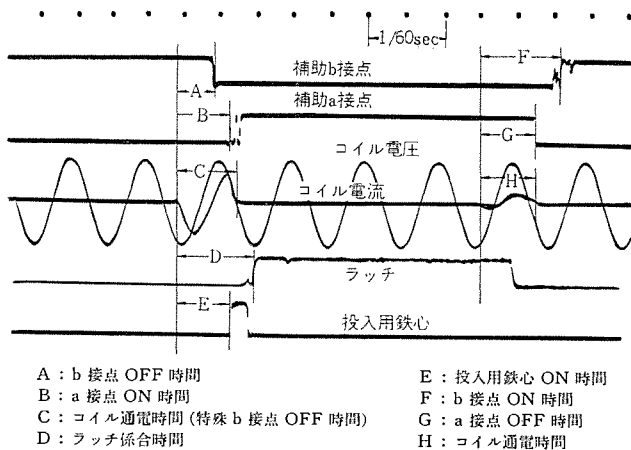 1/60sec
F
補助b接点
A
補助a接点
B
G
コイル電圧
C
コイル電流
H
D
ラッチ
E
投入用鉄心
A：b 接点 OFF 時間
B：a 接点 ON 時間
C：コイル通電時間 (特殊 b 接点 OFF 時間)
D：ラッチ係合時間
E：投入用鉄心 ON 時間
F：b 接点 ON 時間
G：a 接点 OFF 時間
H：コイル通電時間